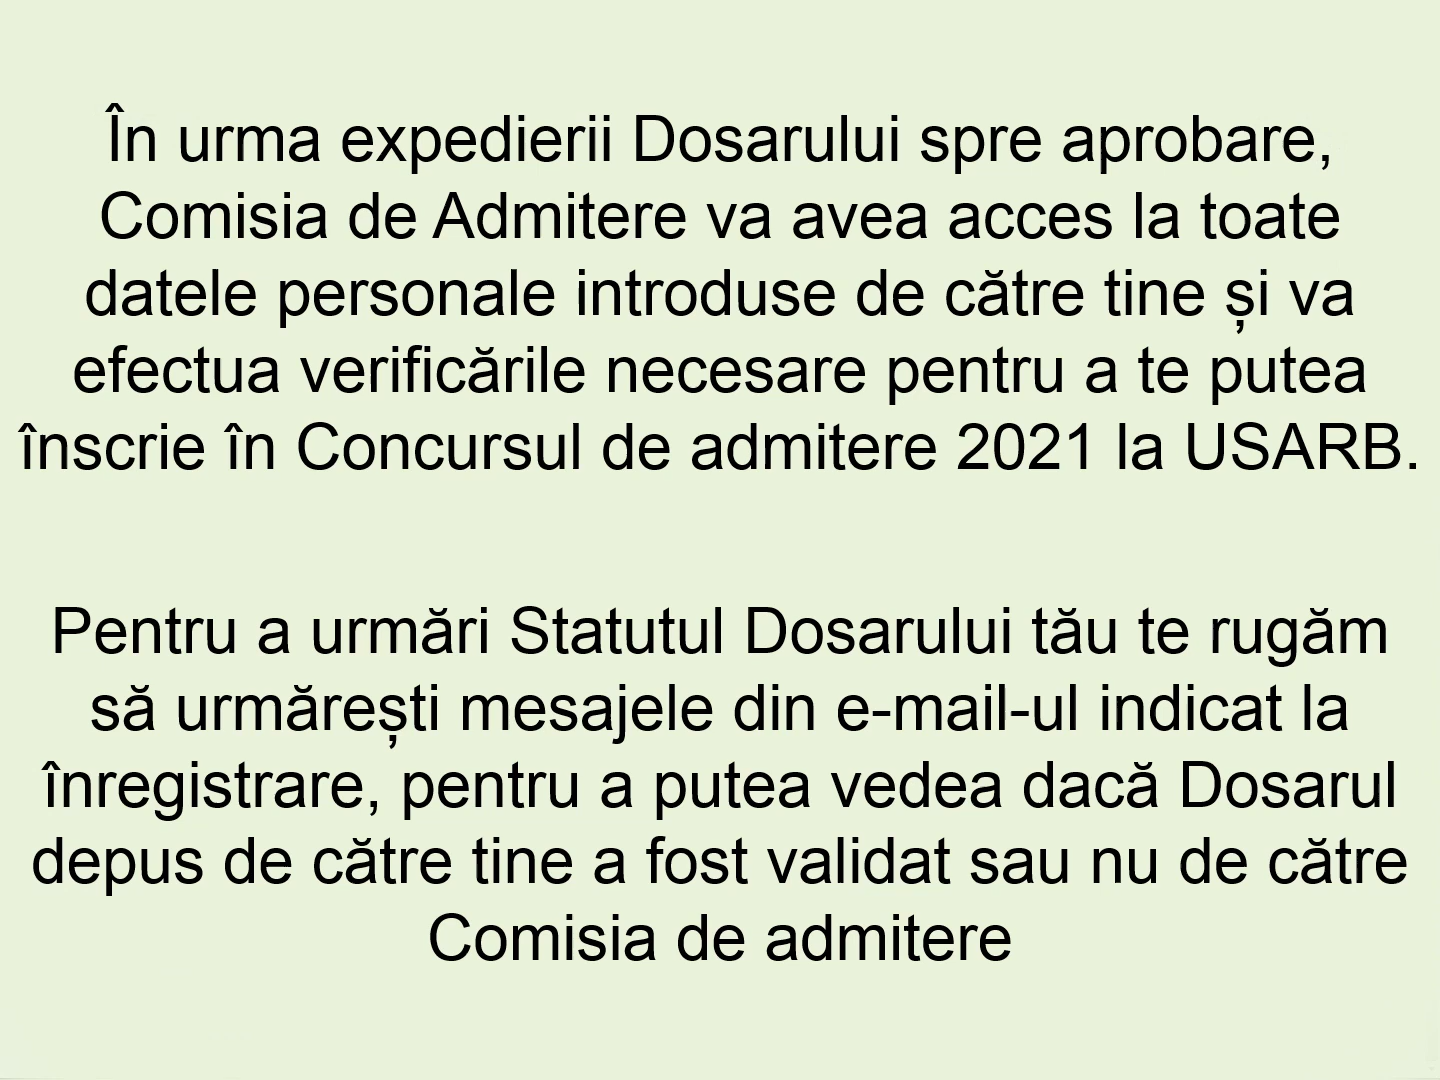 În urma expedierii Dosarului spre aprobare,
Comisia de Admitere va avea acces la toate
datele personale introduse de către tine și va
efectua verificările necesare pentru a te putea
înscrie în Concursul de admitere 2021 la USARB.
Pentru a urmări Statutul Dosarului tău te rugăm
să urmărești mesajele din e-mail-ul indicat la
înregistrare, pentru a putea vedea dacă Dosarul
depus de către tine a fost validat sau nu de către
Comisia de admitere